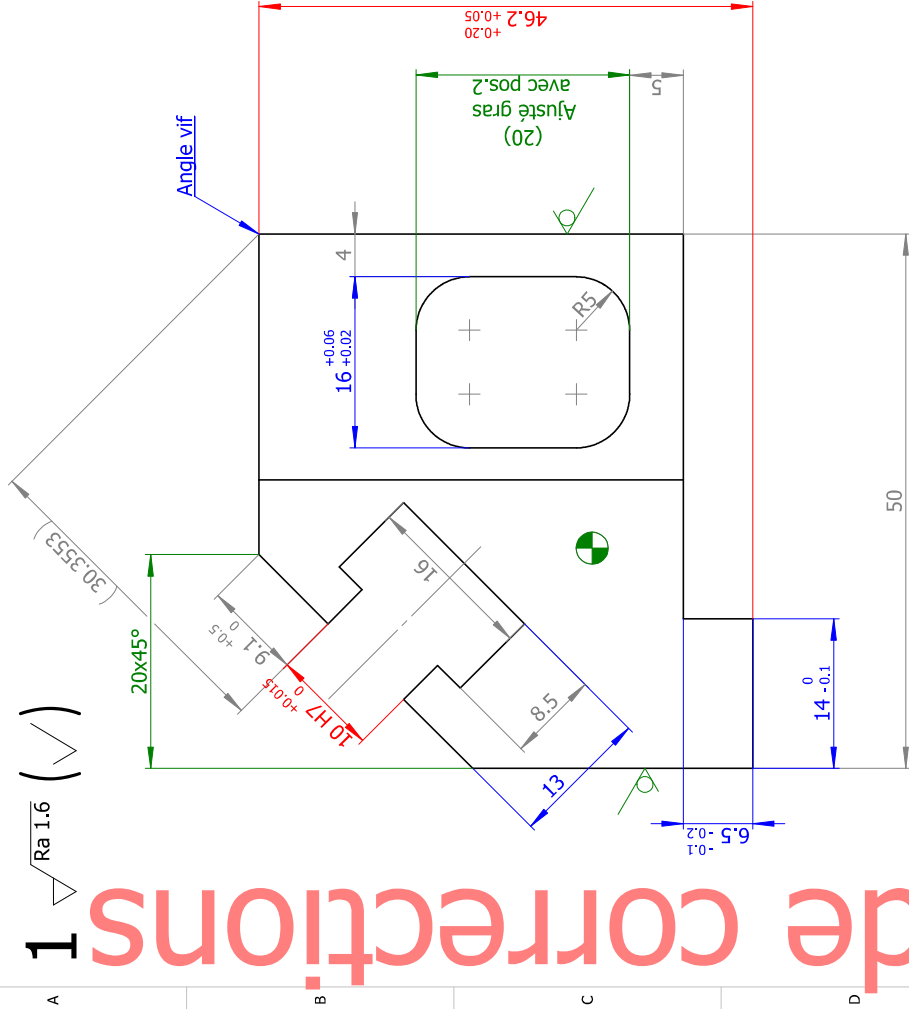 1
Ra 1.6
( )
Angle vif
46.2 +0.20 +0.05
(20)
Ajusté gras
avec pos.2
5
4
16 +0.06 +0.02
R5
(30.3553)
20x45°
9.1 +0.5 0
10 H7 +0.015 0
16
8.5
13
50
14 0 -0.1
6.5 -0.1 -0.2
de corrections
A
B
C
D